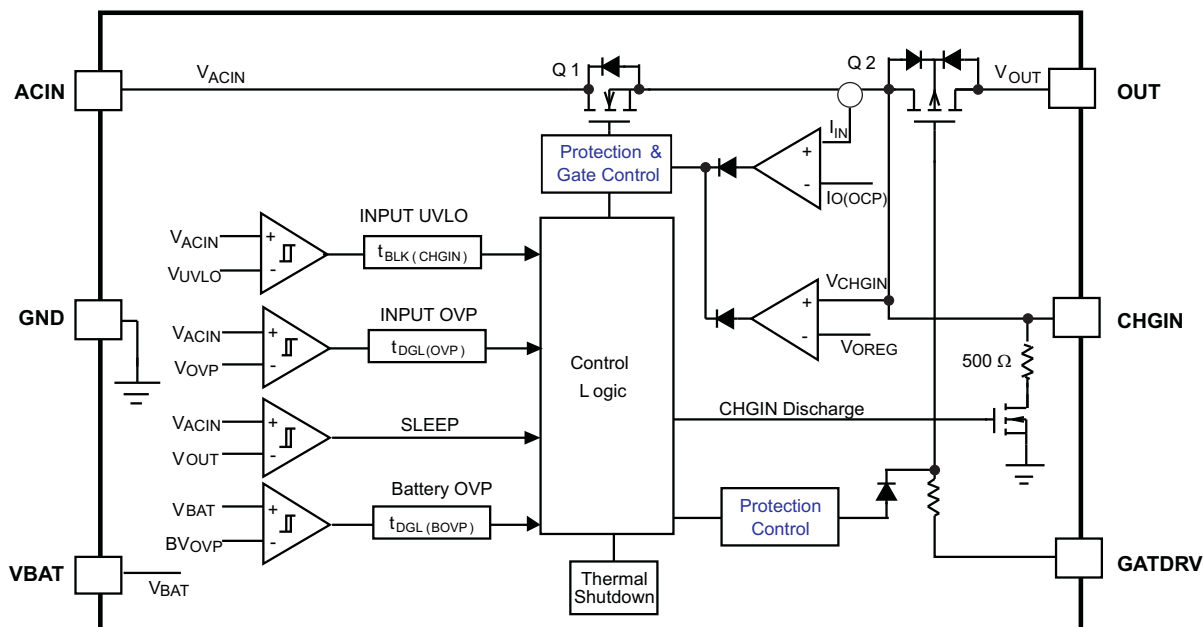 ACIN
VACIN
Q 1
Q 2
VOUT
OUT
IIN
+
-
IO(OCP)
Protection &
Gate Control
INPUT UVLO
VACIN
+
VUVLO
-
tBLK ( CHGIN)
GND
INPUT OVP
VACIN
+
VOVP
-
tDGL(OVP)
VCHGIN
+
-
VOREG
CHGIN
500 Ω
Control
Logic
VACIN
+
VOUT
-
SLEEP
CHGIN Discharge
Battery OVP
VBAT
+
BVOVP
-
tDGL( BOVP)
Protection
Control
VBAT
VBAT
Thermal
Shutdown
GATDRV